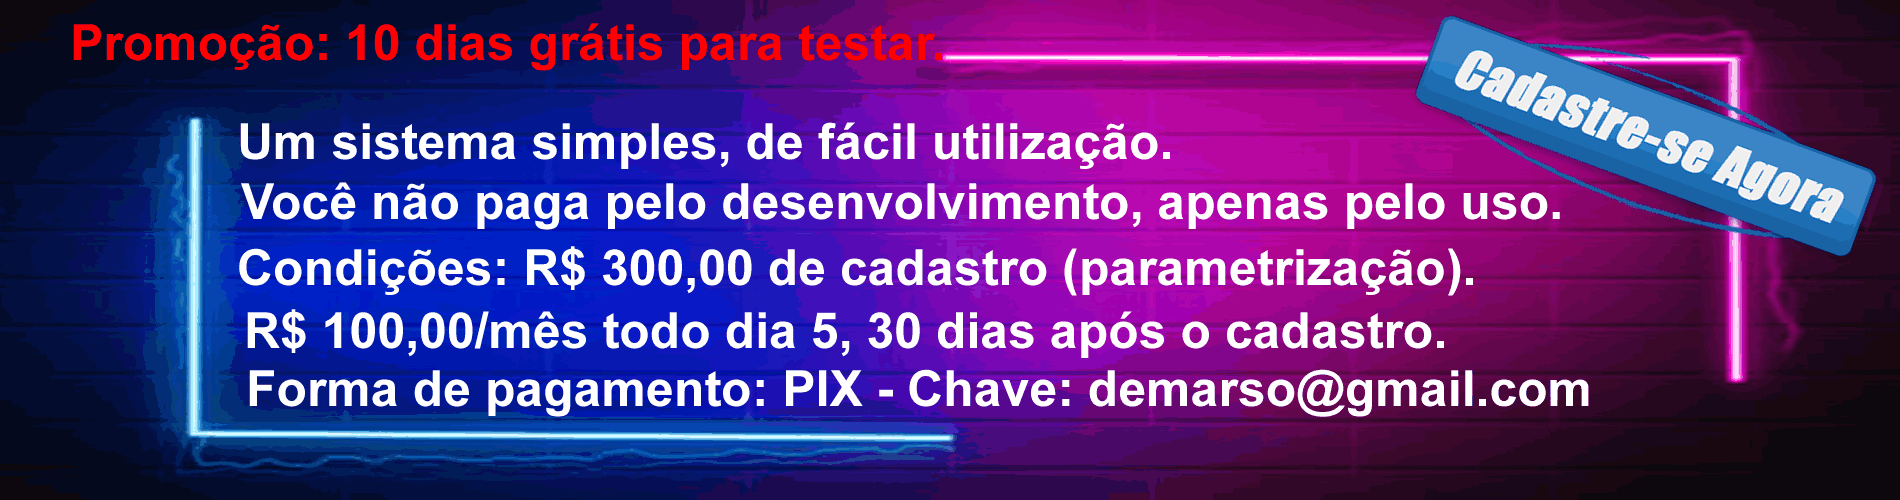 Promoção: 10 dias grátis para testar.
Cadastre-se Agora
Um sistema simples, de fácil utilização.
Você não paga pelo desenvolvimento, apenas pelo uso.
Condições: R$ 300,00 de cadastro (parametrização).
R$ 100,00/mês todo dia 5, 30 dias após o cadastro.
Forma de pagamento: PIX - Chave: demarso@gmail.com